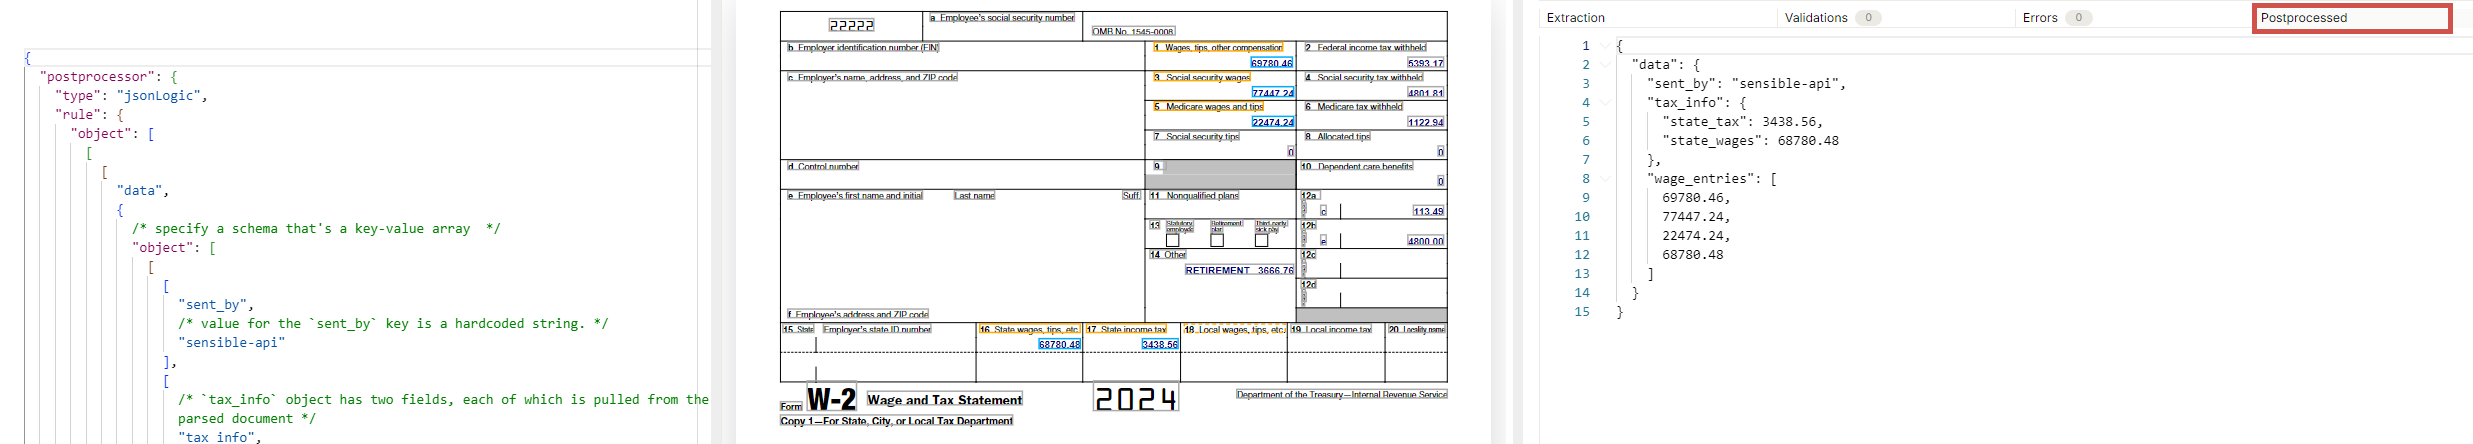 {
"postprocessor": {
"type": "jsonLogic",
"rule": {
"object": [
[
[
"data",
{
/* specify a schema that's a key-value array */
"object": [
[
[
"sent_by",
/* value for the `sent_by` key is a hardcoded string. */
"sensible-api"
],
[
/* `tax_info` object has two fields, each of which is pulled from the
parsed document */
"tax_info",
22222
a Employee's social security number
OMB No. 1545-0008
b Employer identification number (EIN)
1 Wages, tips, other compensation
2 Federal income tax withheld
69780.46
5393.17
c Employer's name, address, and ZIP code
3 Social security wages
4 Social security tax withheld
77447.24
4801.81
5 Medicare wages and tips
6 Medicare tax withheld
22474.24
1122.94
7 Social security tips
8 Allocated tips
0
0
d Control number
9
10 Dependent care benefits
0
e Employee's first name and initial
Last name
Suff.
11 Nonqualified plans
12a
c
113.49
13
Statutory employee
Retirement plan
Third-party sick pay
12b
e
4800.00
14 Other
12c
RETIREMENT 3666.76
12d
f Employee's address and ZIP code
15 State
Employer's state ID number
16 State wages, tips, etc.
17 State income tax
18 Local wages, tips, etc.
19 Local income tax
20 Locality name
68780.48
3438.56
Form W-2 Wage and Tax Statement
2024
Department of the Treasury—Internal Revenue Service
Copy 1—For State, City, or Local Tax Department
Extraction
Validations 0
Errors 0
Postprocessed
1 {
2 "data": {
3 "sent_by": "sensible-api",
4 "tax_info": {
5 "state_tax": 3438.56,
6 "state_wages": 68780.48
7 },
8 "wage_entries": [
9 69780.46,
10 77447.24,
11 22474.24,
12 68780.48
13 ]
14 }
15 }